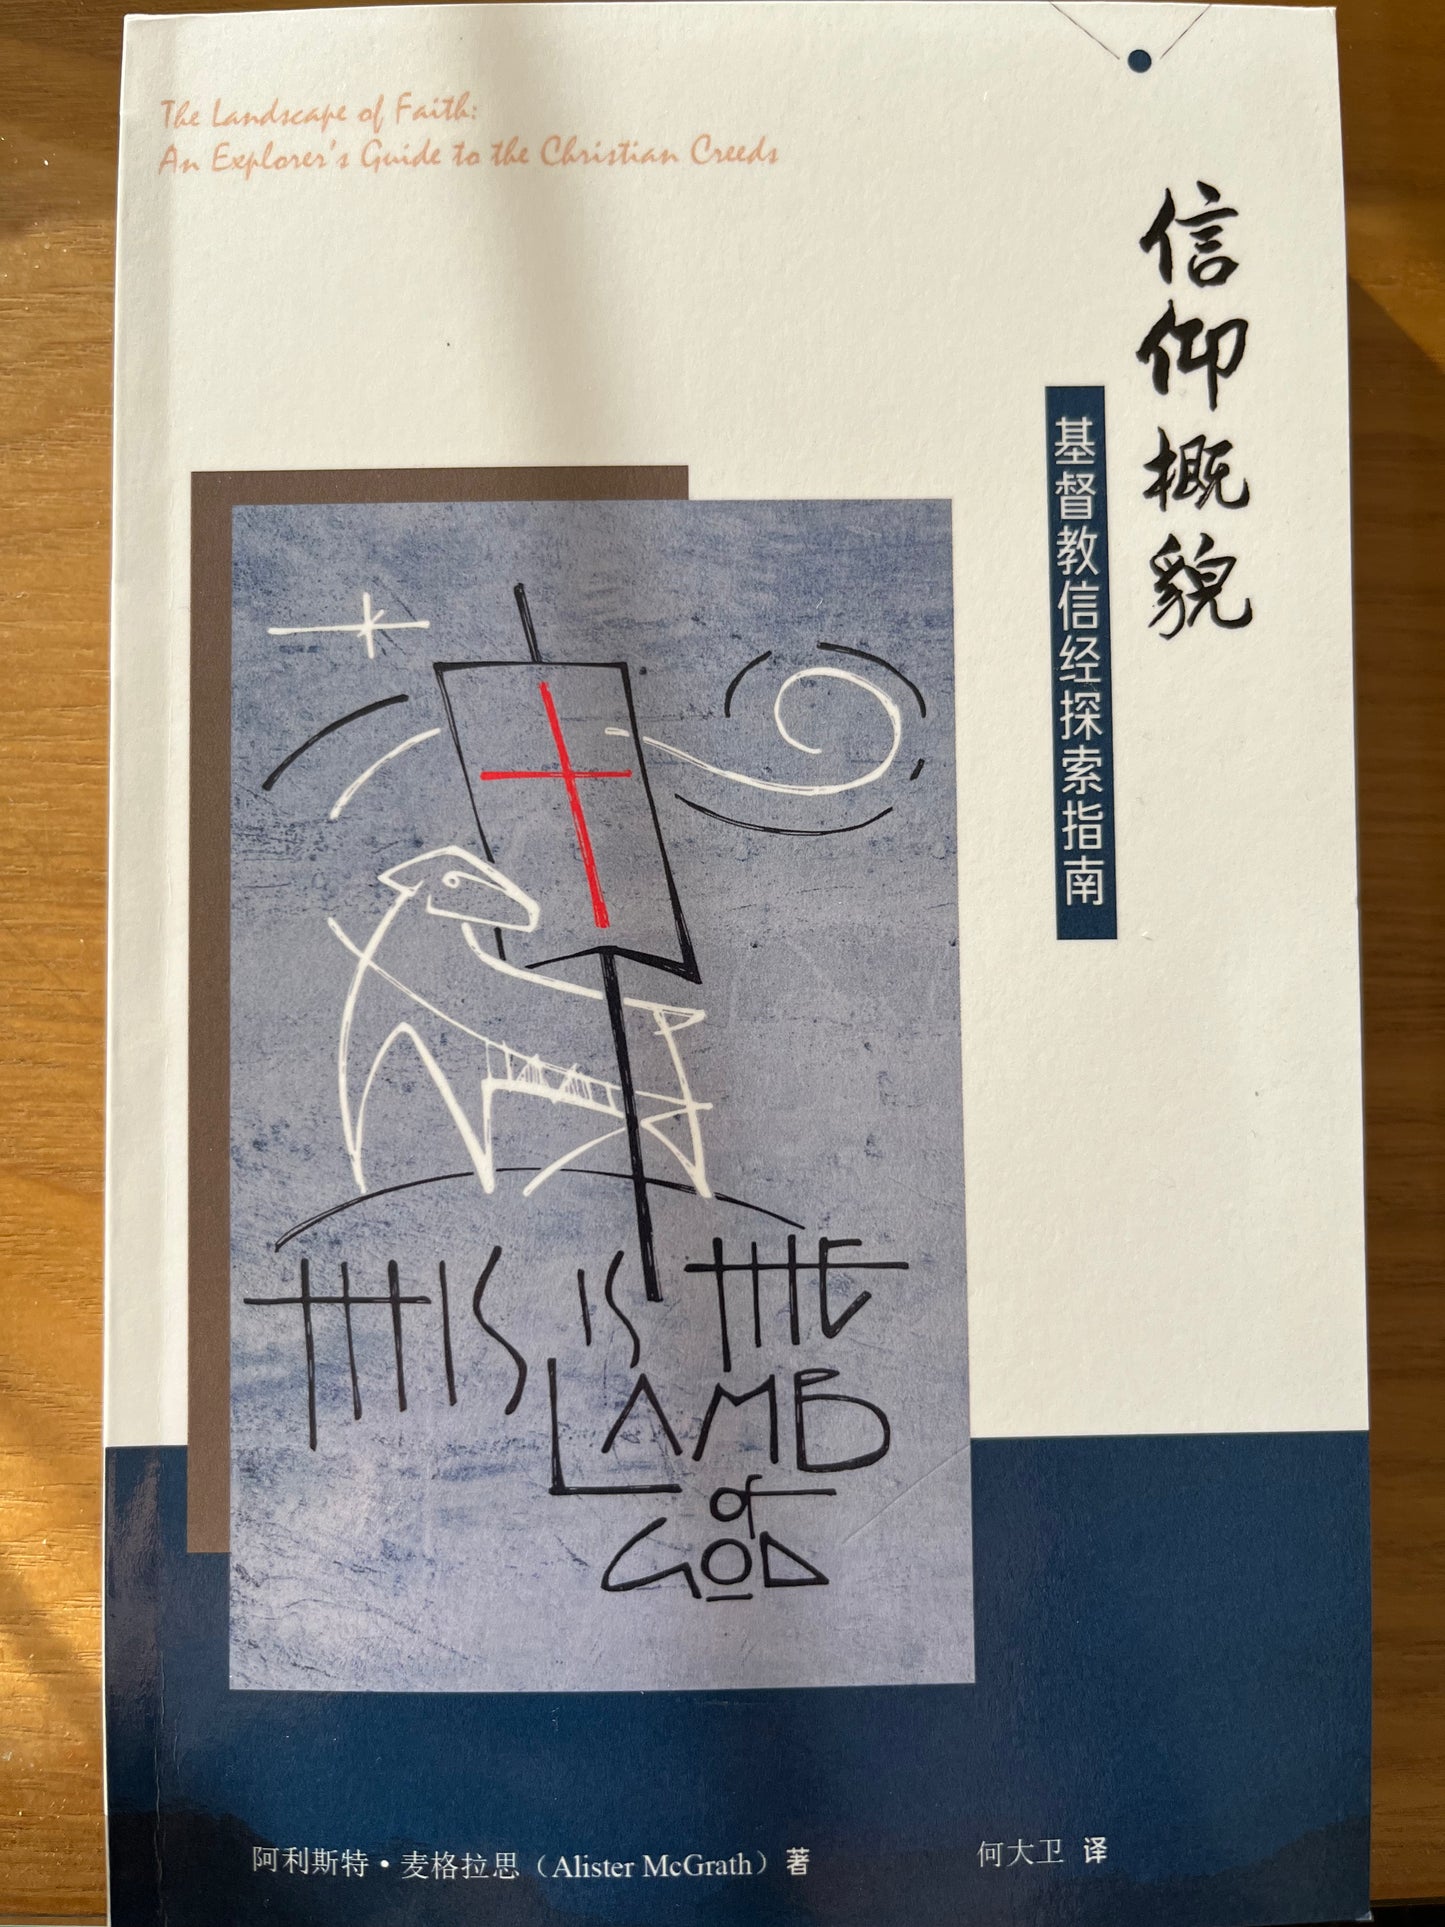 The Landscape of Faith:
An Explorer's Guide to the Christian Creeds
信仰概貌
基督教信经探索指南
THIS IS THE
LAMB
of
GOD
阿利斯特·麦格拉思（Alister McGrath）著
何大卫 译